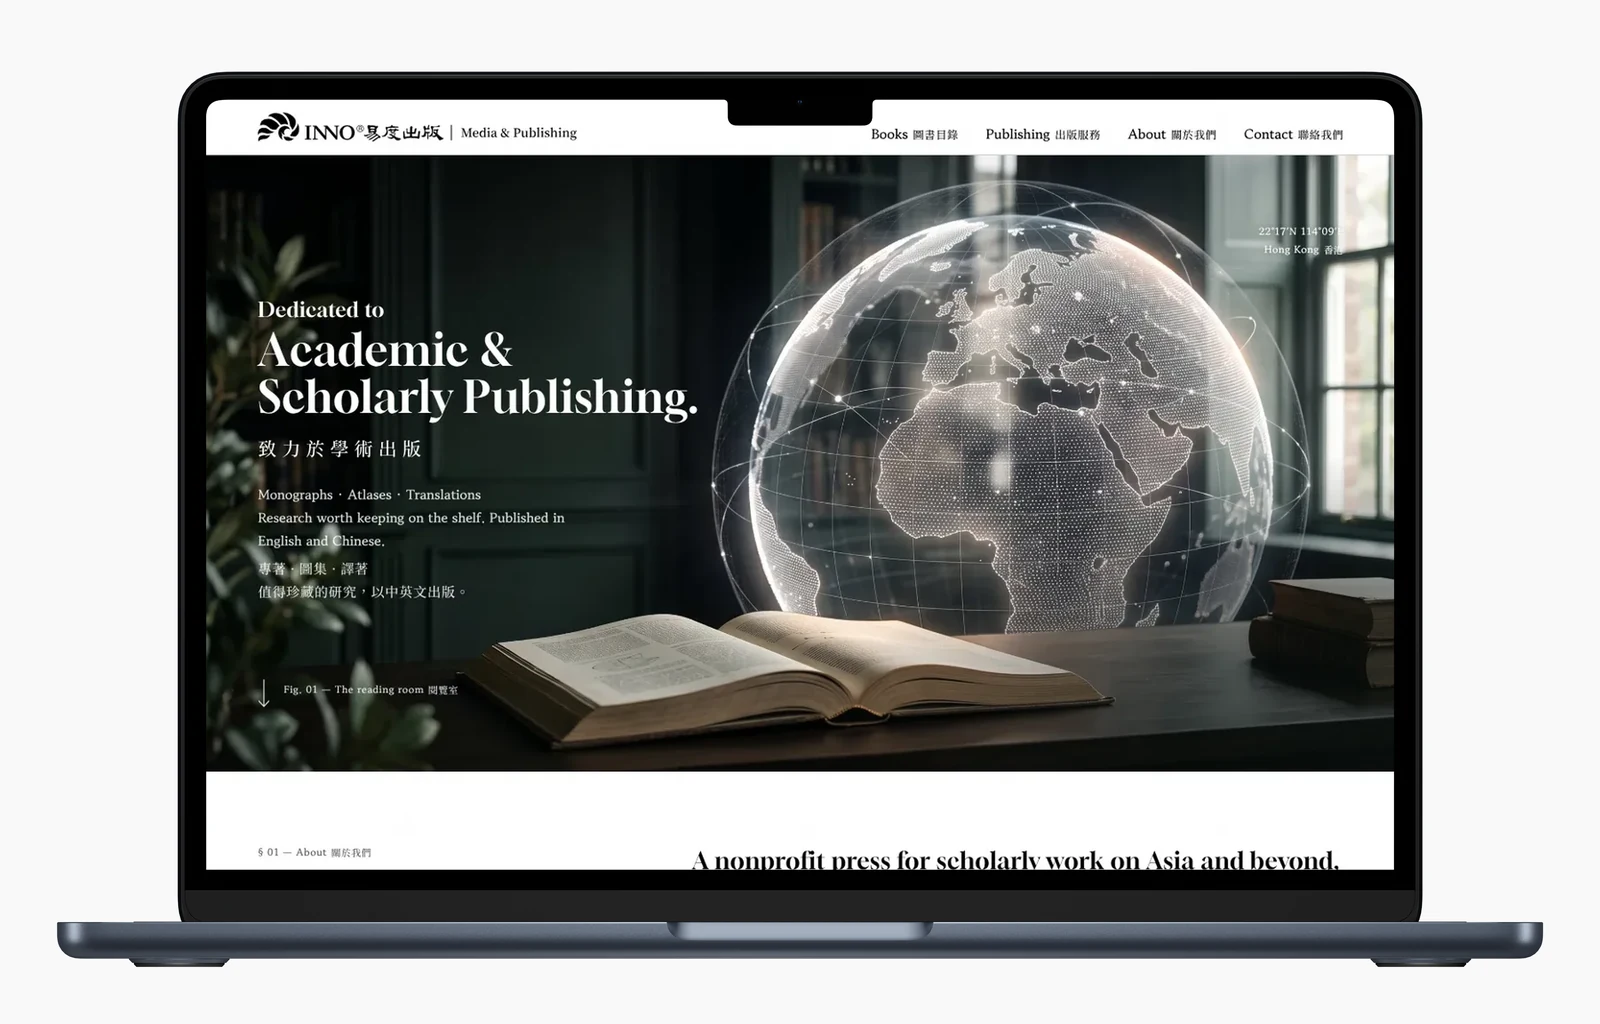 INNO®易度出版 | Media & Publishing
Books 圖書目錄 Publishing 出版服務 About 關於我們 Contact 聯絡我們
22°17'N 114°09'
Hong Kong 香港
Dedicated to
Academic &
Scholarly Publishing.
致力於學術出版
Monographs · Atlases · Translations
Research worth keeping on the shelf. Published in
English and Chinese.
專著 · 圖集 · 譯著
值得珍藏的研究，以中英文出版。
Fig. 01 — The reading room 閱覽室
§ 01 — About 關於我們
A nonprofit press for scholarly work on Asia and beyond,